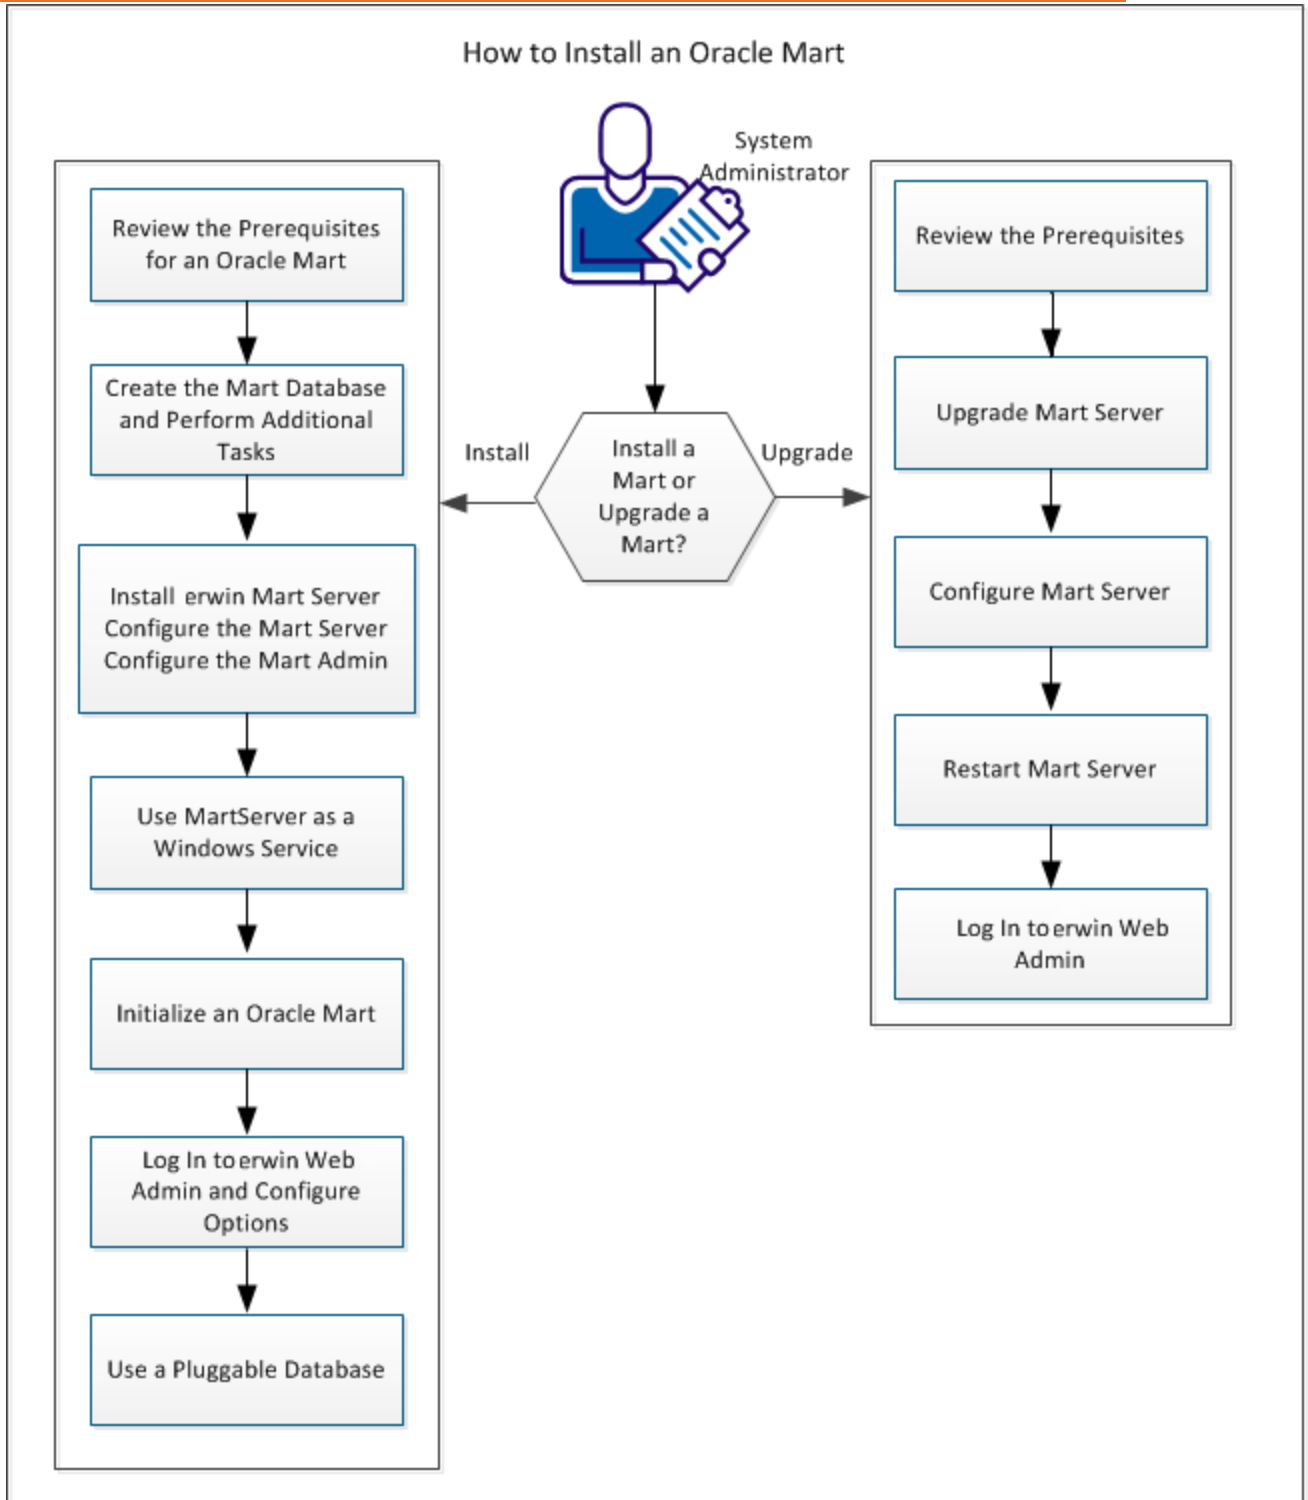 How to Install an Oracle Mart
System
Administrator
Review the Prerequisites
for an Oracle Mart
Create the Mart Database
and Perform Additional
Tasks
Install erwin Mart Server
Configure the Mart Server
Configure the Mart Admin
Use MartServer as a
Windows Service
Initialize an Oracle Mart
Log In to erwin Web
Admin and Configure
Options
Use a Pluggable Database
Install
Install a
Mart or
Upgrade a
Mart?
Upgrade
Review the Prerequisites
Upgrade Mart Server
Configure Mart Server
Restart Mart Server
Log In to erwin Web
Admin